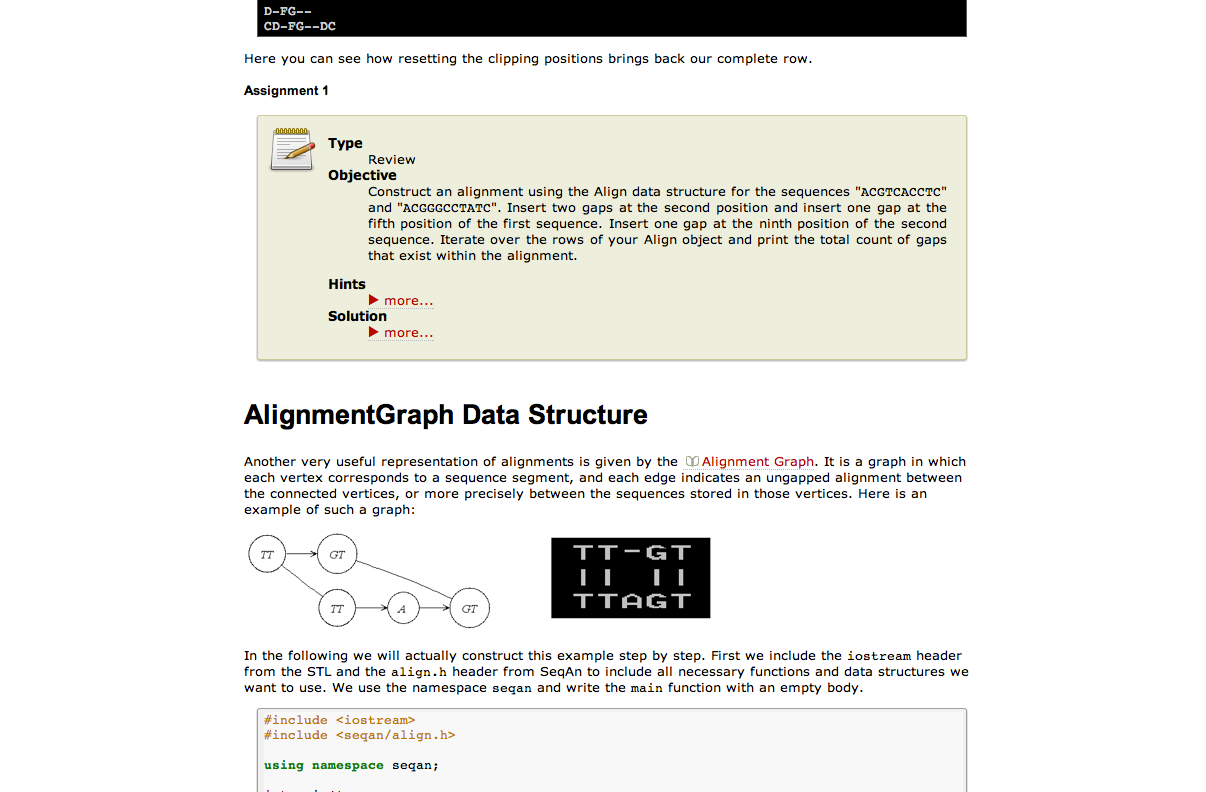 D-FG--
CD-FG--DC
Here you can see how resetting the clipping positions brings back our complete row.
Assignment 1
Type
Review
Objective
Construct an alignment using the Align data structure for the sequences "ACGTCACCTC"
and "ACGGGCCTATC". Insert two gaps at the second position and insert one gap at the
fifth position of the first sequence. Insert one gap at the ninth position of the second
sequence. Iterate over the rows of your Align object and print the total count of gaps
that exist within the alignment.
Hints
more...
Solution
more...
AlignmentGraph Data Structure
Another very useful representation of alignments is given by the Alignment Graph. It is a graph in which
each vertex corresponds to a sequence segment, and each edge indicates an ungapped alignment between
the connected vertices, or more precisely between the sequences stored in those vertices. Here is an
example of such a graph:
TT GT
TT A GT
TT-GT
|| ||
TTAGT
In the following we will actually construct this example step by step. First we include the iostream header
from the STL and the align.h header from SeqAn to include all necessary functions and data structures we
want to use. We use the namespace seqan and write the main function with an empty body.
#include <iostream>
#include <seqan/align.h>
using namespace seqan;